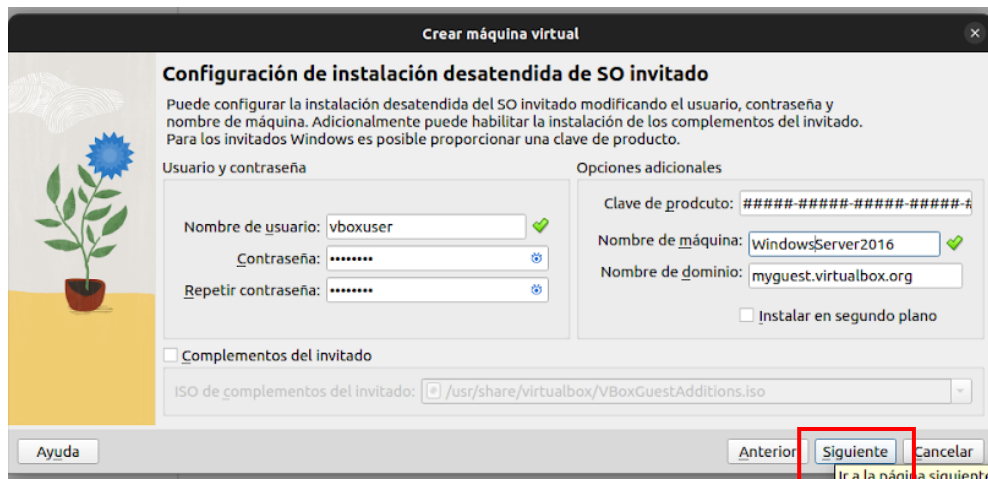 Crear máquina virtual
Configuración de instalación desatendida de SO invitado
Puede configurar la instalación desatendida del SO invitado modificando el usuario, contraseña y
nombre de máquina. Adicionalmente puede habilitar la instalación de los complementos del invitado.
Para los invitados Windows es posible proporcionar una clave de producto.
Usuario y contraseña
Nombre de usuario: vboxuser
Contraseña: ••••••••
Repetir contraseña: ••••••••
Opciones adicionales
Clave de prodcuto: #####-#####-#####-#####-#
Nombre de máquina: WindowsServer2016
Nombre de dominio: myguest.virtualbox.org
Instalar en segundo plano
Complementos del invitado
ISO de complementos del invitado: /usr/share/virtualbox/VBoxGuestAdditions.iso
Ayuda
Anterior
Siguiente
Cancelar
Ir a la página siguiente